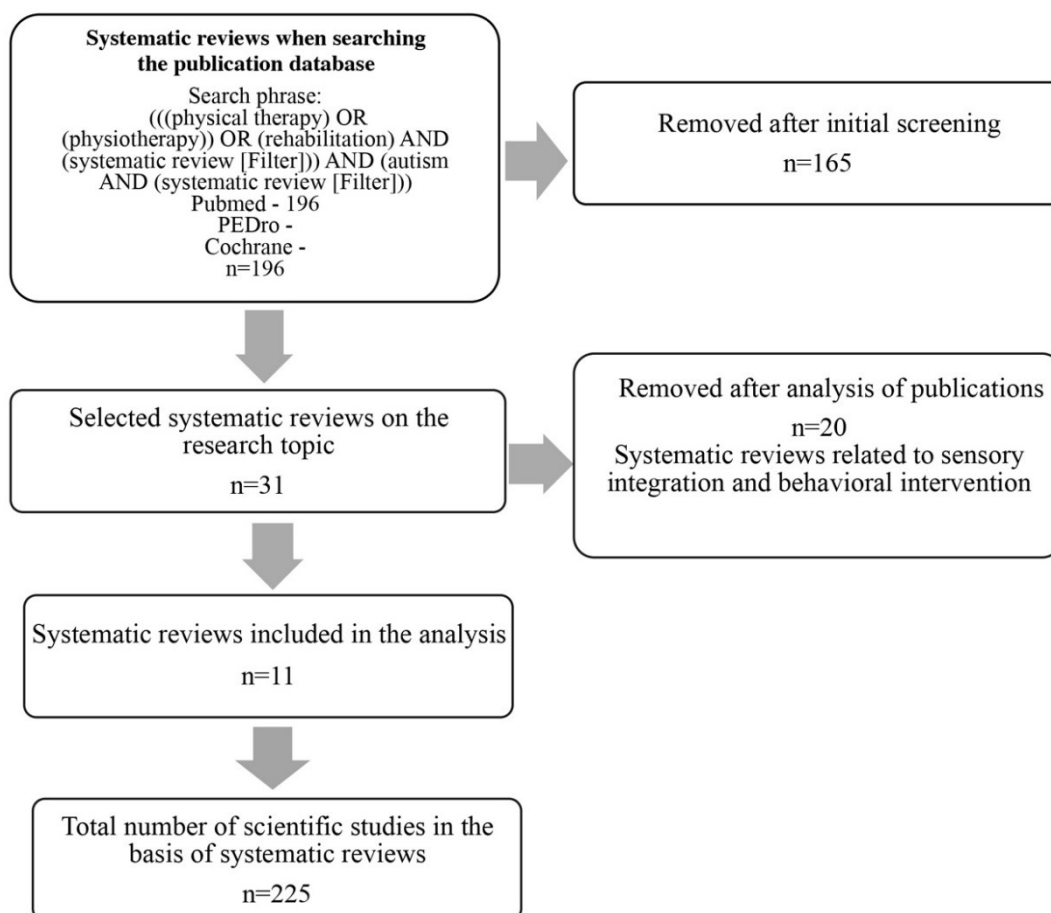 Systematic reviews when searching
the publication database
Search phrase:
(((physical therapy) OR
(physiotherapy)) OR (rehabilitation) AND
(systematic review [Filter])) AND (autism
AND (systematic review [Filter]))
Pubmed - 196
PEDro -
Cochrane -
n=196
Removed after initial screening
n=165
Selected systematic reviews on the
research topic
n=31
Removed after analysis of publications
n=20
Systematic reviews related to sensory
integration and behavioral intervention
Systematic reviews included in the analysis
n=11
Total number of scientific studies in the
basis of systematic reviews
n=225